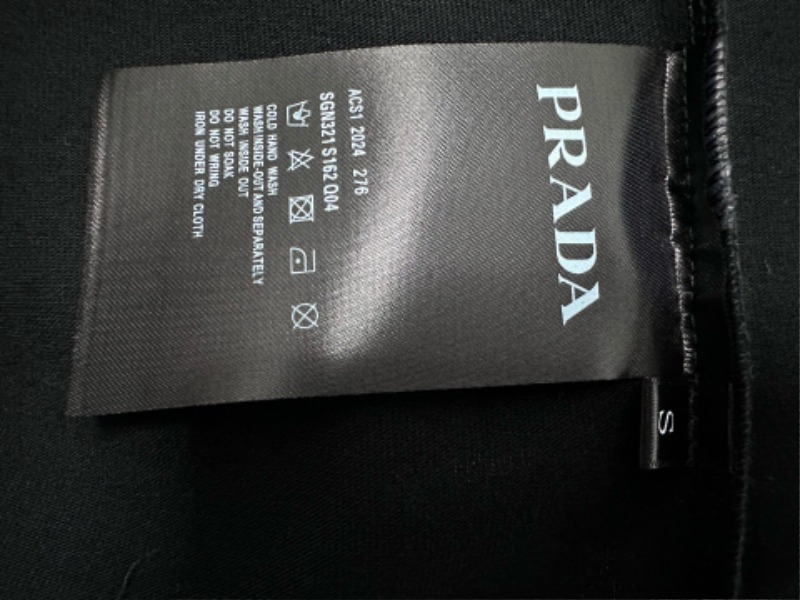 PRADA
ACS1 2024 276
SGN321 S162 Q04
COLD HAND WASH
WASH INSIDE-OUT AND SEPARATELY
WASH INSIDE OUT
DO NOT SOAK
DO NOT WRING
IRON UNDER DRY CLOTH
S